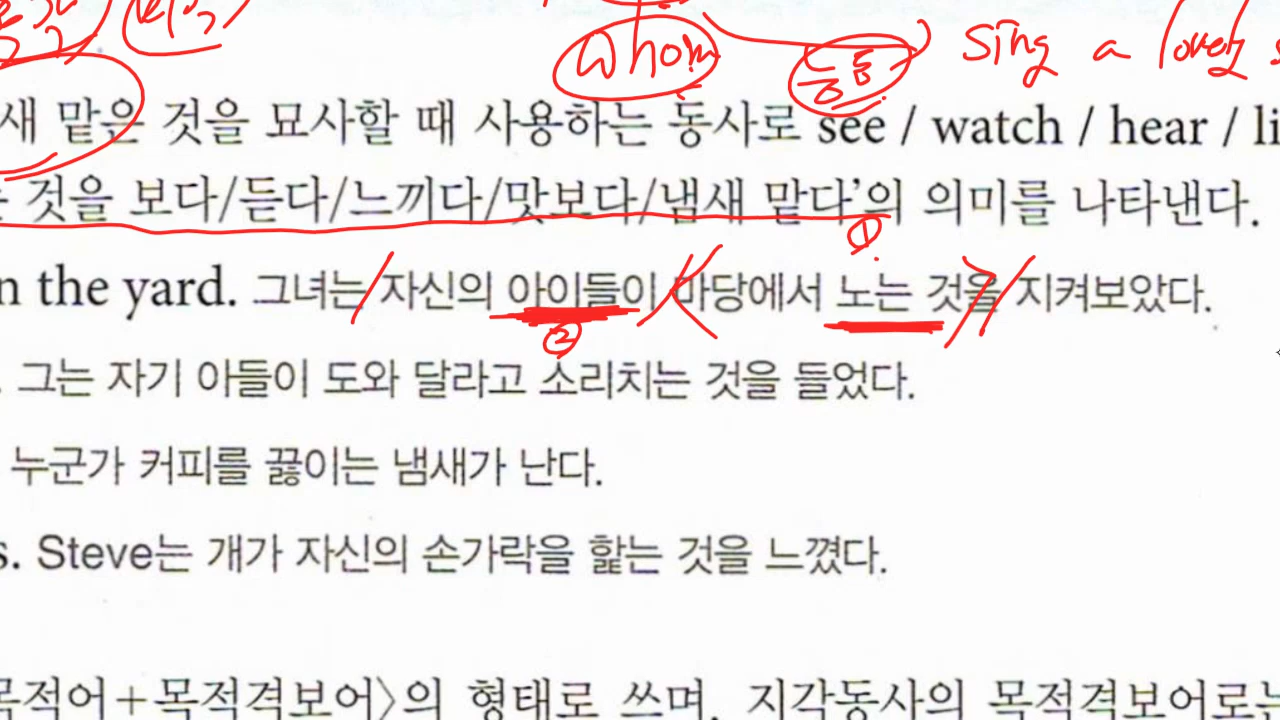 whom sing a lovely
새 맡은 것을 묘사할 때 사용하는 동사로 see / watch / hear / li
것을 보다/듣다/느끼다/맛보다/냄새 맡다’의 의미를 나타낸다.
①
n the yard. 그녀는 자신의 아이들이 마당에서 노는 것을 지켜보았다.
②
. 그는 자기 아들이 도와 달라고 소리치는 것을 들었다.
누군가 커피를 끓이는 냄새가 난다.
s. Steve는 개가 자신의 손가락을 핥는 것을 느꼈다.
목적어+목적격보어〉의 형태로 쓰며, 지각동사의 목적격보어로는